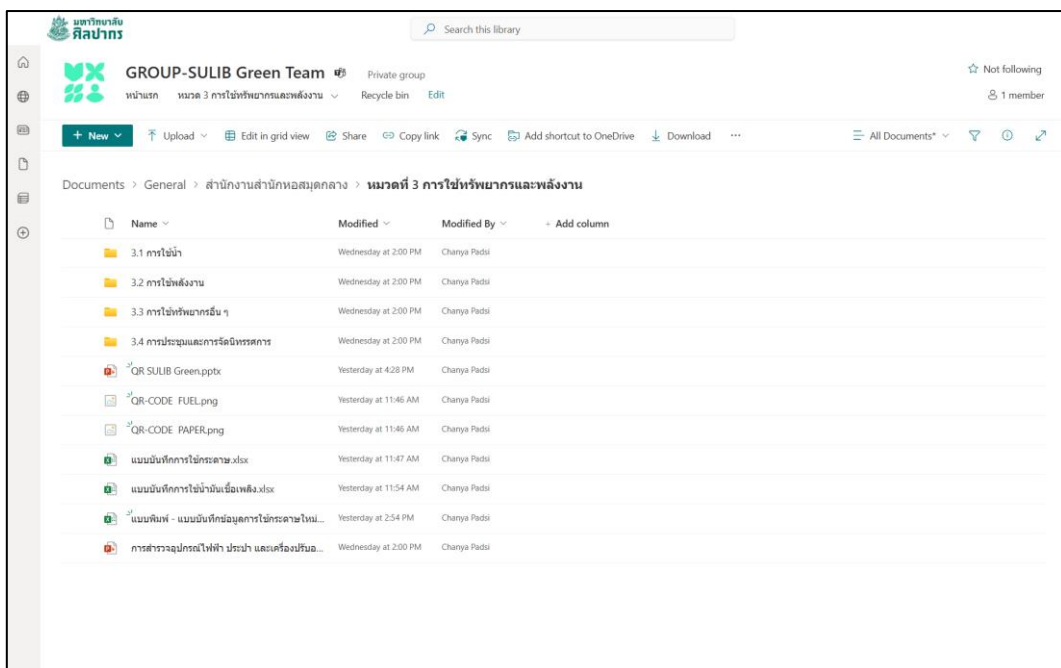 มหาวิทยาลัย
ศิลปากร
Search this library
GROUP-SULIB Green Team Private group
Not following
หน้าแรก หมวด 3 การใช้ทรัพยากรและพลังงาน Recycle bin Edit
1 member
+ New Upload Edit in grid view Share Copy link Sync Add shortcut to OneDrive Download ... All Documents*
Documents > General > สำนักงานสำนักหอสมุดกลาง > หมวดที่ 3 การใช้ทรัพยากรและพลังงาน
Name Modified Modified By + Add column
3.1 การใช้น้ำ Wednesday at 2:00 PM Chanya Padsi
3.2 การใช้พลังงาน Wednesday at 2:00 PM Chanya Padsi
3.3 การใช้ทรัพยากรอื่น ๆ Wednesday at 2:00 PM Chanya Padsi
3.4 การประชุมและการจัดนิทรรศการ Wednesday at 2:00 PM Chanya Padsi
QR SULIB Green.pptx Yesterday at 4:28 PM Chanya Padsi
QR-CODE FUEL.png Yesterday at 11:46 AM Chanya Padsi
QR-CODE PAPER.png Yesterday at 11:46 AM Chanya Padsi
แบบบันทึกการใช้กระดาษ.xlsx Yesterday at 11:47 AM Chanya Padsi
แบบบันทึกการใช้น้ำมันเชื้อเพลิง.xlsx Yesterday at 11:54 AM Chanya Padsi
แบบพิมพ์ - แบบบันทึกข้อมูลการใช้กระดาษใหม่... Yesterday at 2:54 PM Chanya Padsi
การสำรวจอุปกรณ์ไฟฟ้า ประปา และเครื่องปรับอ... Wednesday at 2:00 PM Chanya Padsi